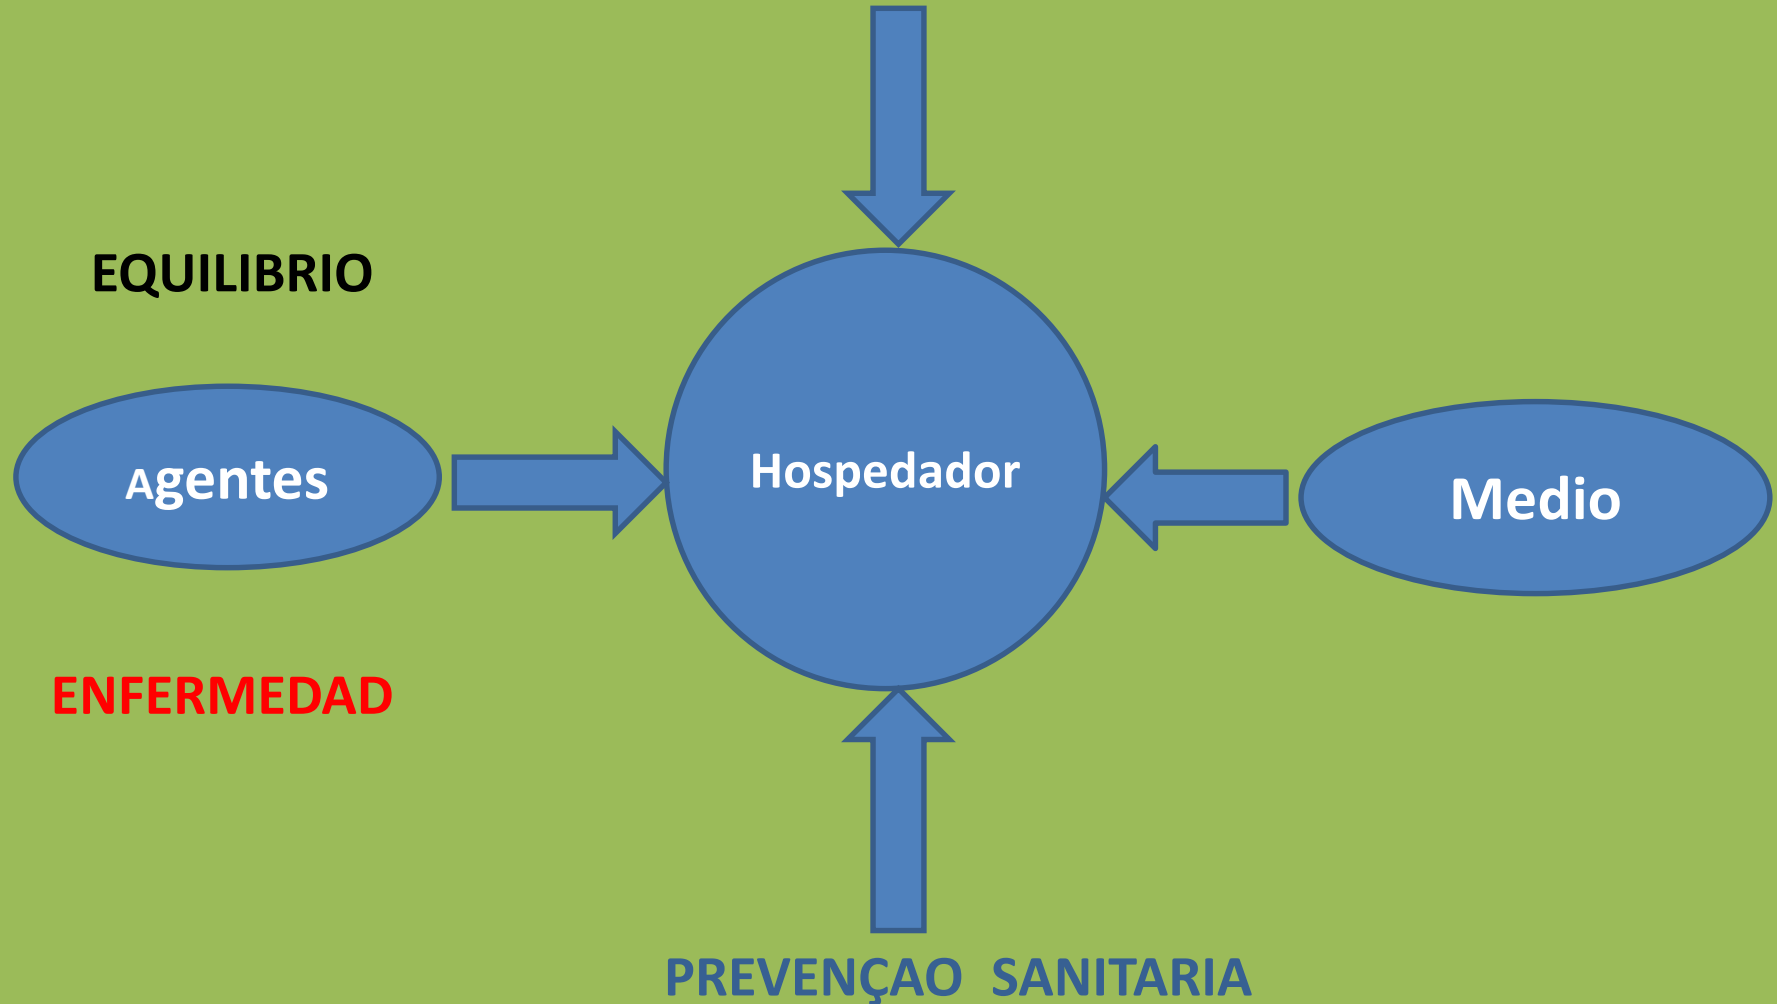 EQUILIBRIO
Agentes
Hospedador
Medio
ENFERMEDAD
PREVENÇAO SANITARIA